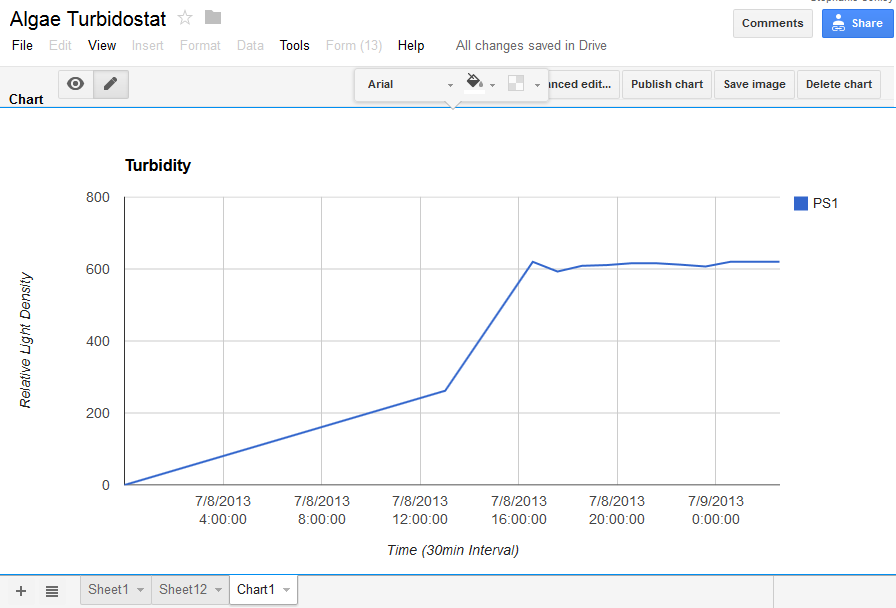 Algae Turbidostat
Comments
Share
File Edit View Insert Format Data Tools Form (13) Help All changes saved in Drive
Chart
Arial
nced edit...
Publish chart
Save image
Delete chart
Turbidity
800
600
400
200
0
PS1
Relative Light Density
7/8/2013 7/8/2013 7/8/2013 7/8/2013 7/8/2013 7/9/2013
4:00:00 8:00:00 12:00:00 16:00:00 20:00:00 0:00:00
Time (30min Interval)
Sheet1 Sheet12 Chart1